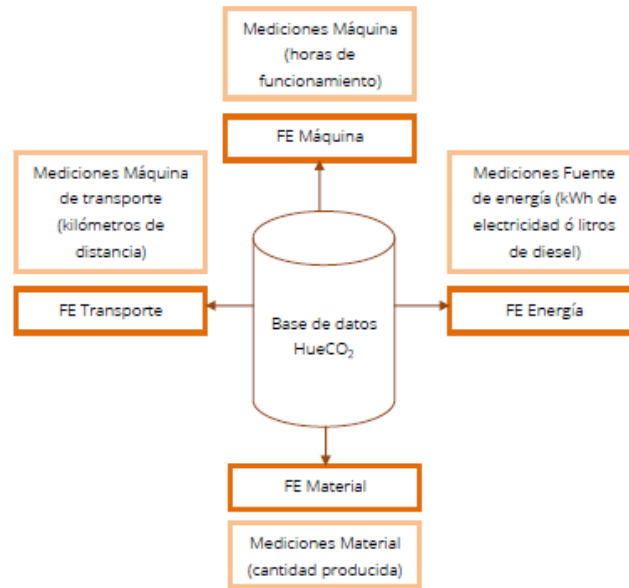 Mediciones Máquina
(horas de
funcionamiento)
FE Máquina
Mediciones Máquina
de transporte
(kilómetros de
distancia)
FE Transporte
Mediciones Fuente
de energía (kWh de
electricidad ó litros
de diesel)
FE Energía
Base de datos
HueCO₂
FE Material
Mediciones Material
(cantidad producida)